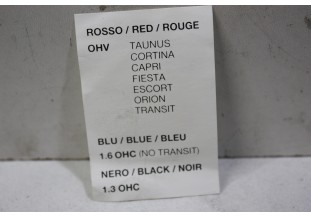 ROSSO / RED / ROUGE
OHV TAUNUS
CORTINA
CAPRI
FIESTA
ESCORT
ORION
TRANSIT
BLU / BLUE / BLEU
1.6 OHC (NO TRANSIT)
NERO / BLACK / NOIR
1.3 OHC